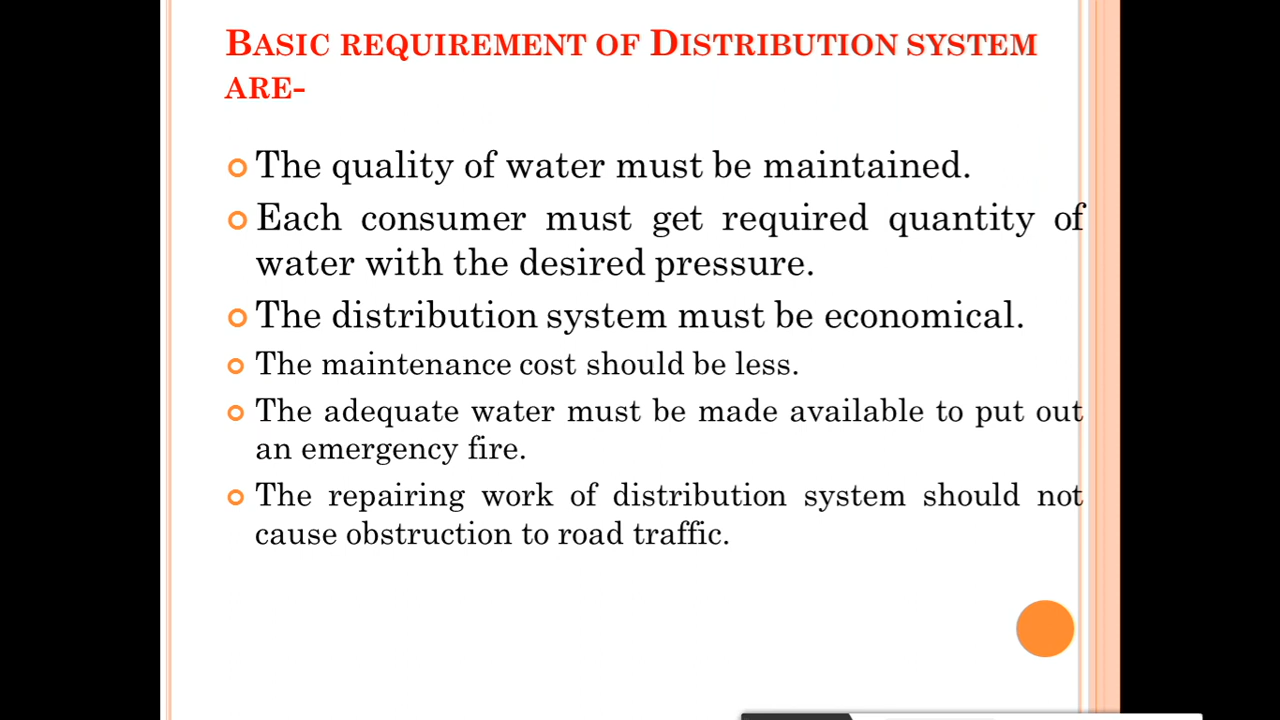 BASIC REQUIREMENT OF DISTRIBUTION SYSTEM
ARE-
The quality of water must be maintained.
Each consumer must get required quantity of
water with the desired pressure.
The distribution system must be economical.
The maintenance cost should be less.
The adequate water must be made available to put out
an emergency fire.
The repairing work of distribution system should not
cause obstruction to road traffic.